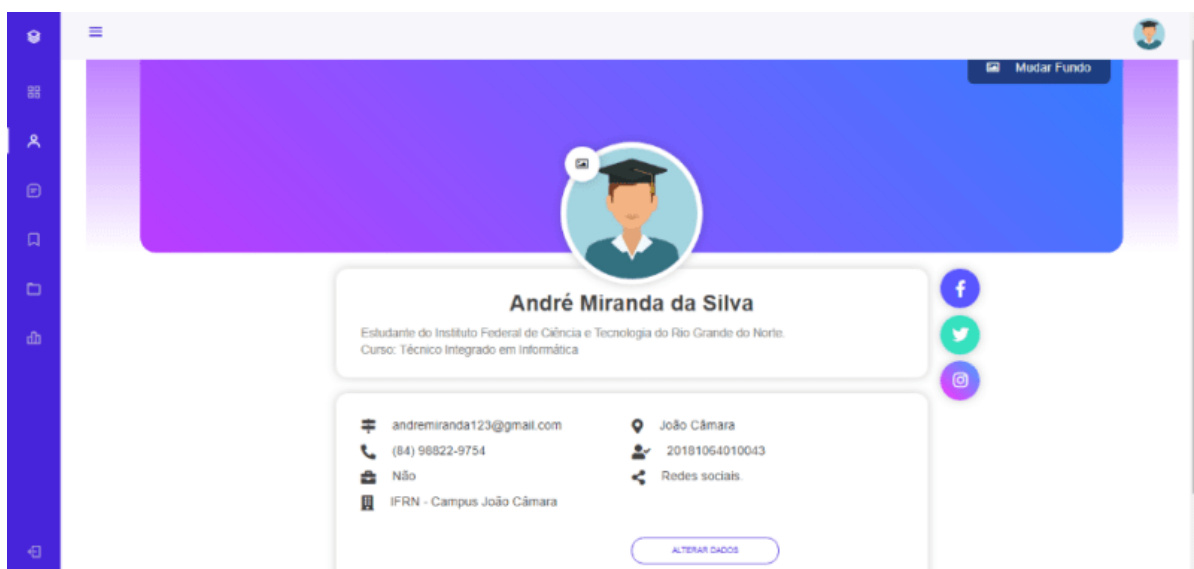 Mudar Fundo
André Miranda da Silva
Estudante do Instituto Federal de Ciência e Tecnologia do Rio Grande do Norte.
Curso: Técnico Integrado em Informática
andremiranda123@gmail.com
João Câmara
(84) 98822-9754
20181064010043
Não
Redes sociais.
IFRN - Campus João Câmara
ALTERAR DADOS